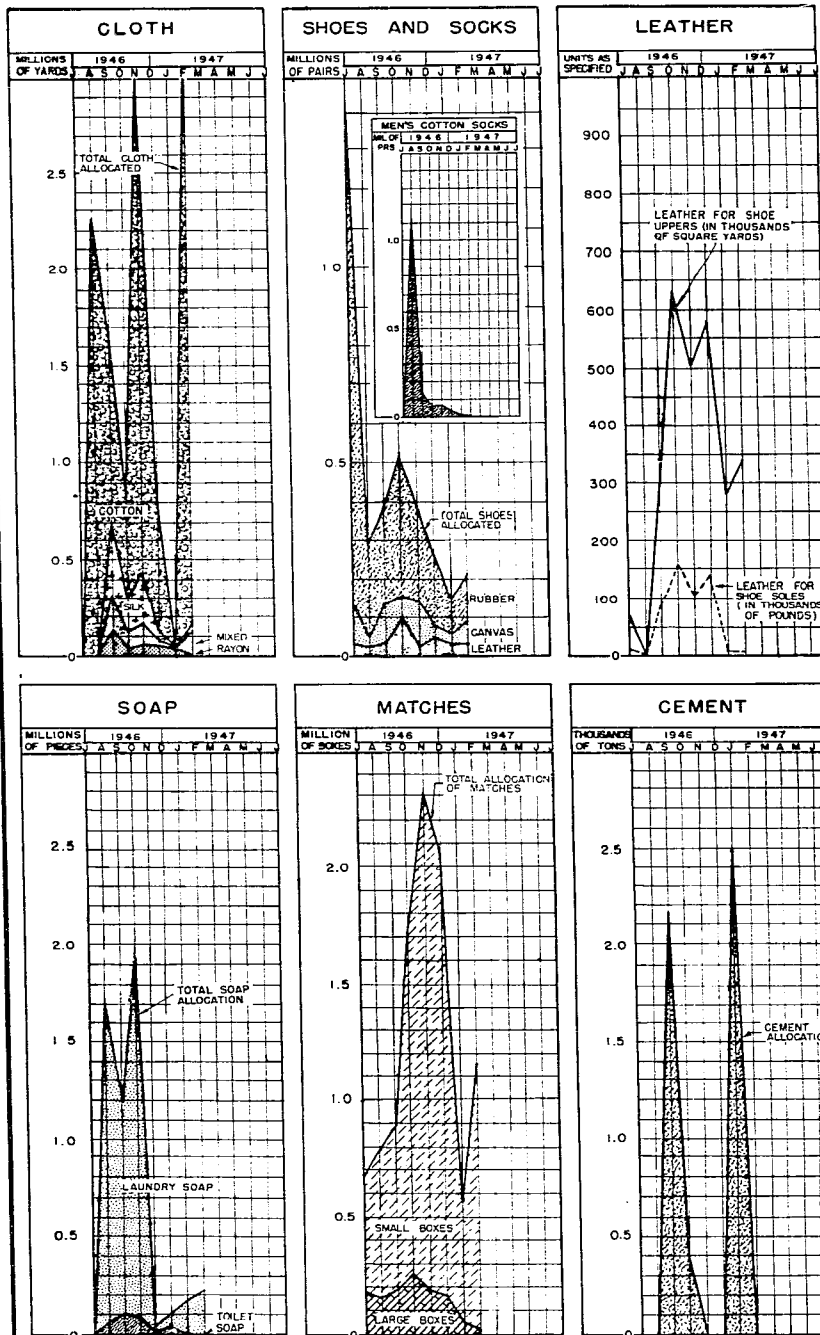 CLOTH
MILLIONS OF YARDS
1946 1947
J A S O N D J F M A M J J
2.5
2.0
1.5
1.0
0.5
0
TOTAL CLOTH
ALLOCATED
COTTON
SILK
MIXED
RAYON
SHOES AND SOCKS
MILLIONS OF PAIRS
1946 1947
J A S O N D J F M A M J J
1.0
0.5
0
MEN'S COTTON SOCKS
MIL OF PRS
1946 1947
J A S O N D J F M A M J J
1.0
0.5
0
TOTAL SHOES
ALLOCATED
RUBBER
CANVAS
LEATHER
LEATHER
UNITS AS SPECIFIED
1946 1947
J A S O N D J F M A M J J
900
800
700
600
500
400
300
200
150
100
0
LEATHER FOR SHOE
UPPERS (IN THOUSANDS
OF SQUARE YARDS)
LEATHER FOR
SHOE SOLES
(IN THOUSANDS
OF POUNDS)
SOAP
MILLIONS OF PIECES
1946 1947
J A S O N D J F M A M J J
2.5
2.0
1.5
1.0
0.5
0
TOTAL SOAP
ALLOCATION
LAUNDRY SOAP
TOILET
SOAP
MATCHES
MILLION OF BOXES
1946 1947
J A S O N D J F M A M J J
2.0
1.5
1.0
0.5
0
TOTAL ALLOCATION
OF MATCHES
SMALL BOXES
LARGE BOXES
CEMENT
THOUSANDS OF TONS
1946 1947
J A S O N D J F M A M J J
2.5
2.0
1.5
1.0
0.5
0
CEMENT
ALLOCATIO